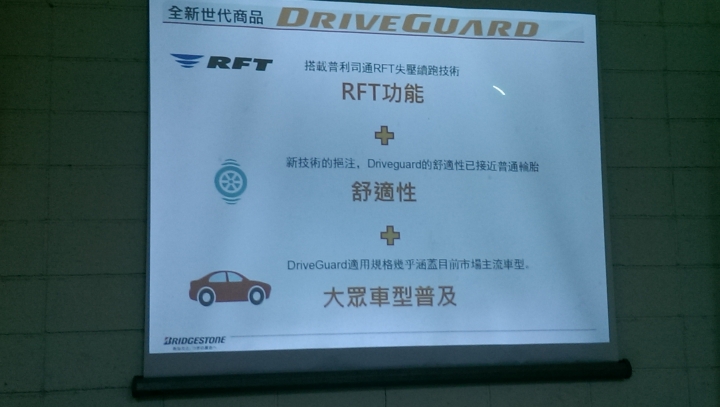 全新世代商品 DRIVEGUARD
RFT
搭載普利司通RFT失壓續跑技術
RFT功能
新技術的挹注，Driveguard的舒適性已接近普通輪胎
舒適性
DriveGuard適用規格幾乎涵蓋目前市場主流車型。
大眾車型普及
BRIDGESTONE